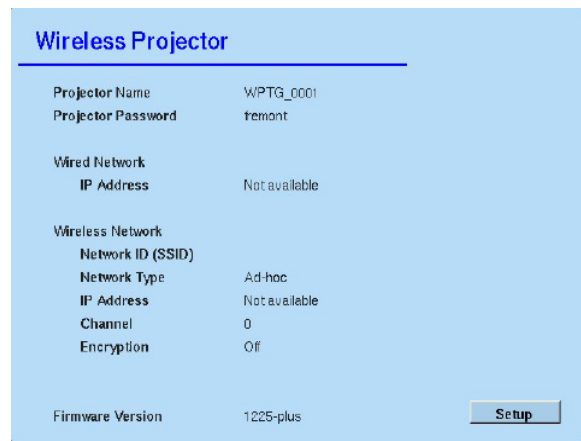 Wireless Projector
Projector Name WPTG_0001
Projector Password fremont
Wired Network
IP Address Not available
Wireless Network
Network ID (SSID)
Network Type Ad-hoc
IP Address Not available
Channel 0
Encryption Off
Firmware Version 1225-plus Setup